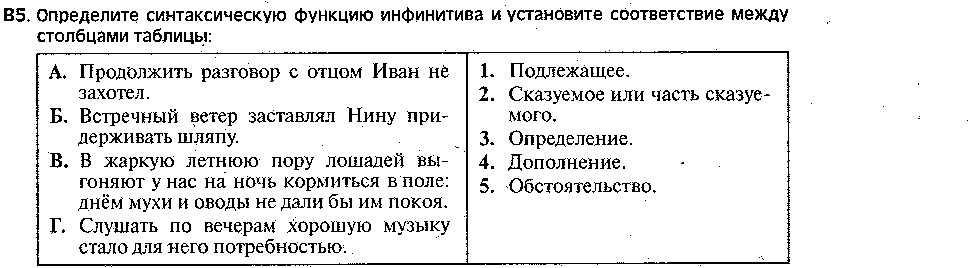 В5. Определите синтаксическую функцию инфинитива и установите соответствие между
столбцами таблицы:
А. Продолжить разговор с отцом Иван не
захотел.
Б. Встречный ветер заставлял Нину при-
держивать шляпу.
В. В жаркую летнюю пору лошадей вы-
гоняют у нас на ночь кормиться в поле:
днём мухи и оводы не дали бы им покоя.
Г. Слушать по вечерам хорошую музыку
стало для него потребностью.
1. Подлежащее.
2. Сказуемое или часть сказуе-
мого.
3. Определение.
4. Дополнение.
5. Обстоятельство.